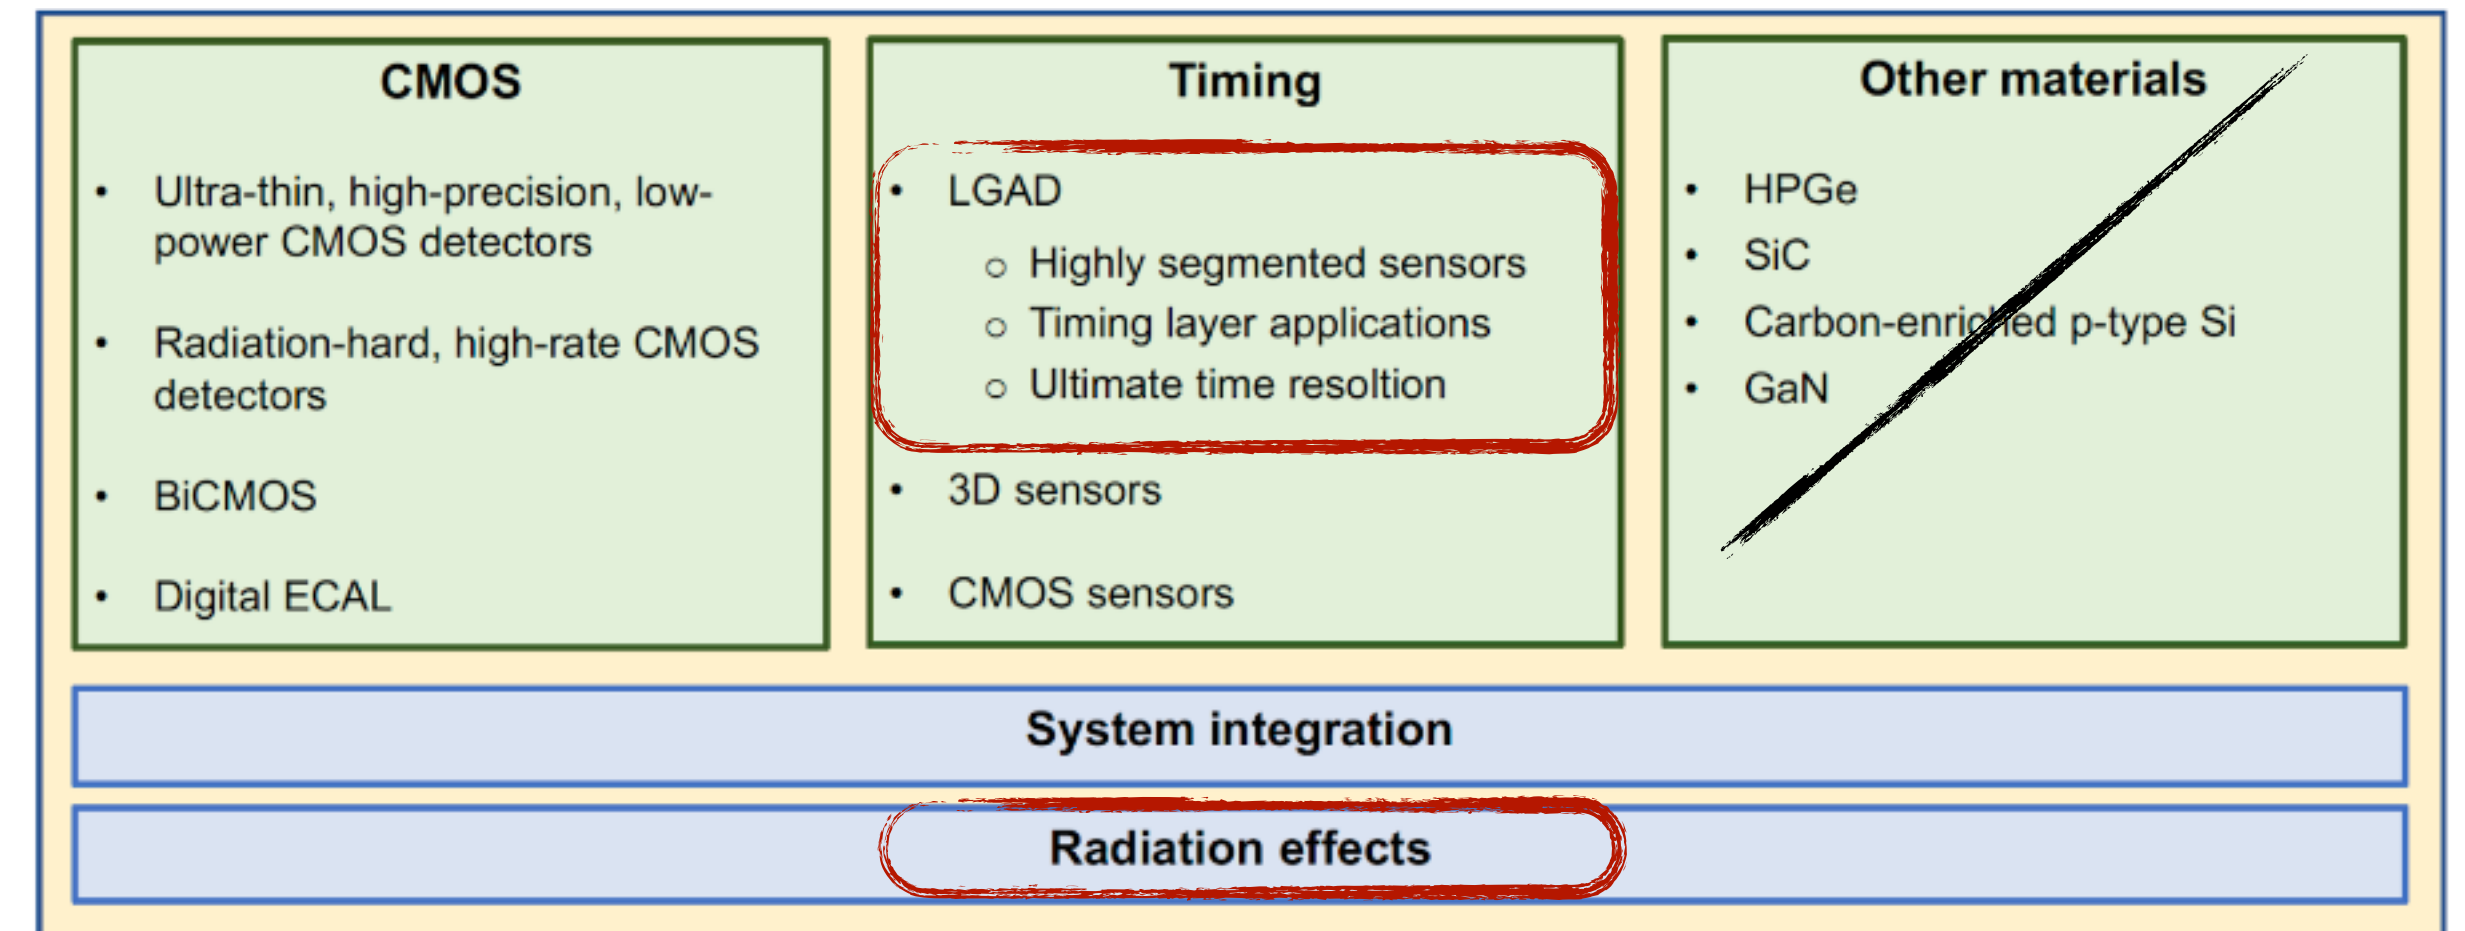 CMOS
• Ultra-thin, high-precision, low-
power CMOS detectors
• Radiation-hard, high-rate CMOS
detectors
• BiCMOS
• Digital ECAL
Timing
• LGAD
o Highly segmented sensors
o Timing layer applications
o Ultimate time resoltion
• 3D sensors
• CMOS sensors
Other materials
• HPGe
• SiC
• Carbon-enriched p-type Si
• GaN
System integration
Radiation effects